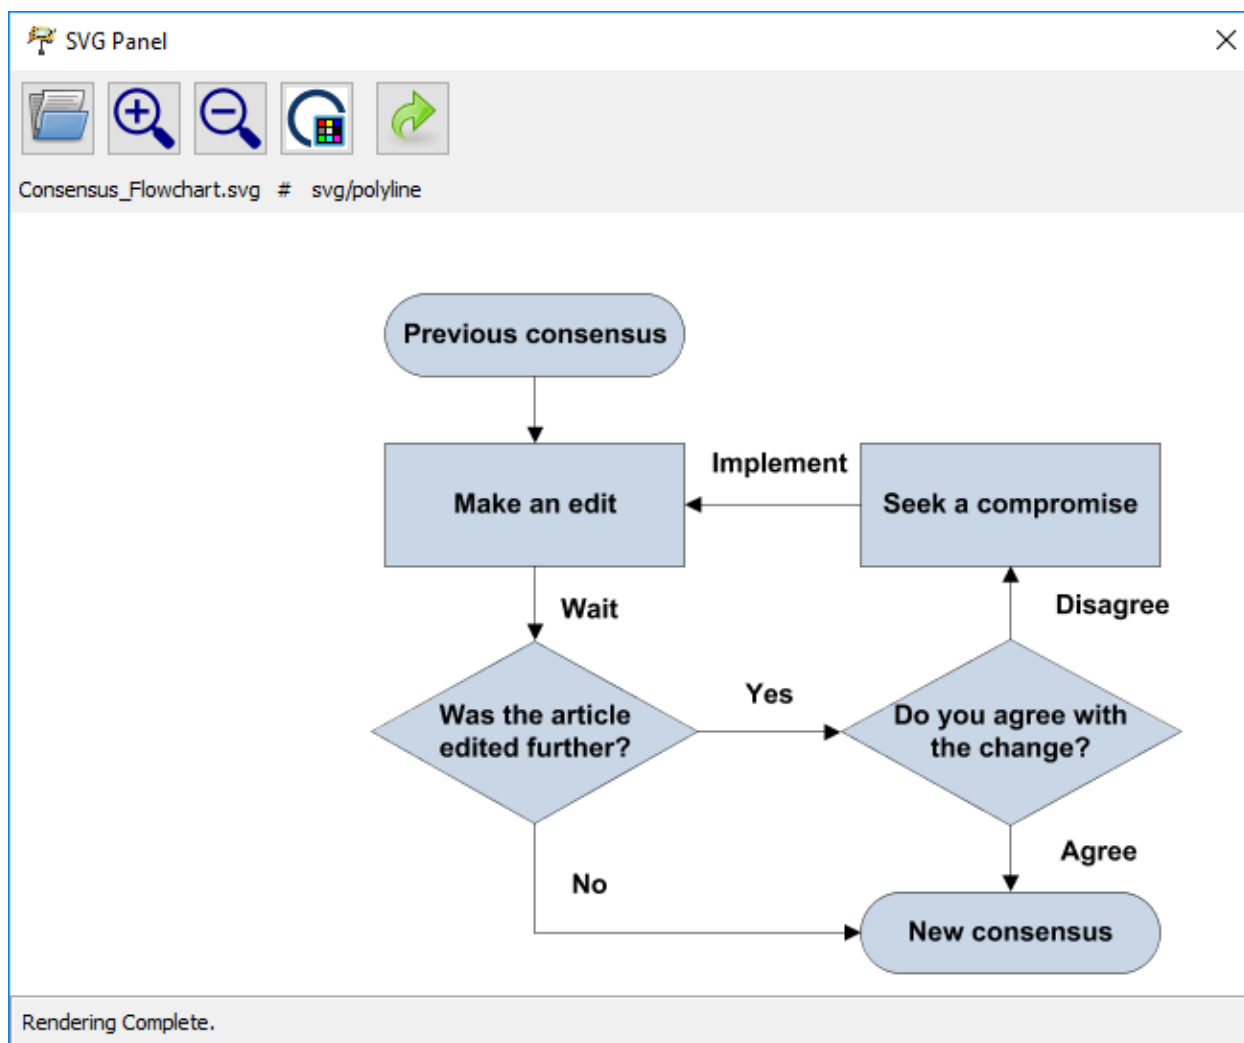 SVG Panel
Consensus_Flowchart.svg # svg/polyline
Previous consensus
Implement
Make an edit
Seek a compromise
Wait
Disagree
Yes
Was the article
edited further?
Do you agree with
the change?
Agree
No
New consensus
Rendering Complete.